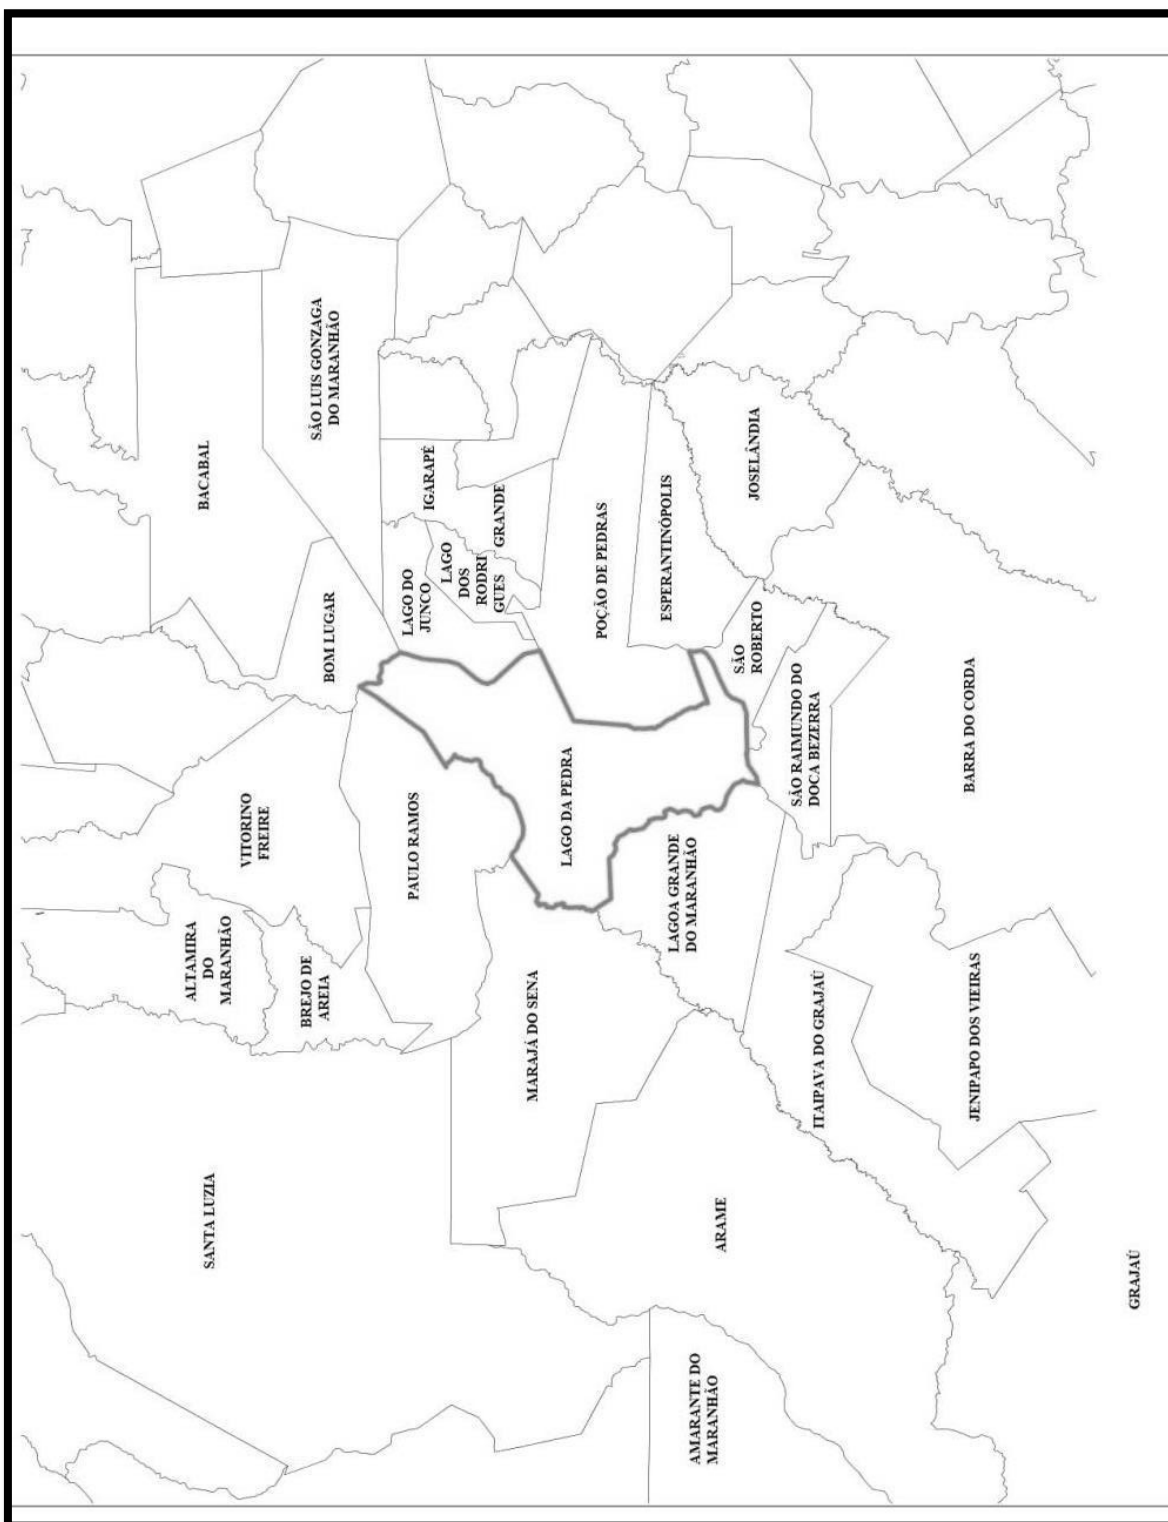 BACABAL
SÃO LUIS GONZAGA
DO MARANHÃO
BOM LUGAR
IGARAPÉ
GRANDE
LAGO DO
JUNCO
LAGO
DOS
RODRI
GUES
POÇÃO DE PEDRAS
ESPERANTINÓPOLIS
JOSELÂNDIA
SÃO
ROBERTO
SÃO RAIMUNDO DO
DOCA BEZERRA
BARRA DO CORDA
VITORINO
FREIRE
PAULO RAMOS
LAGO DA PEDRA
LAGOA GRANDE
DO MARANHÃO
ALTAMIRA
DO
MARANHÃO
BREJO DE
AREIA
MARAJÁ DO SENA
ITAIPAVA DO GRAJAÚ
JENIPAPO DOS VIEIRAS
SANTA LUZIA
ARAME
GRAJAÚ
AMARANTE DO
MARANHÃO